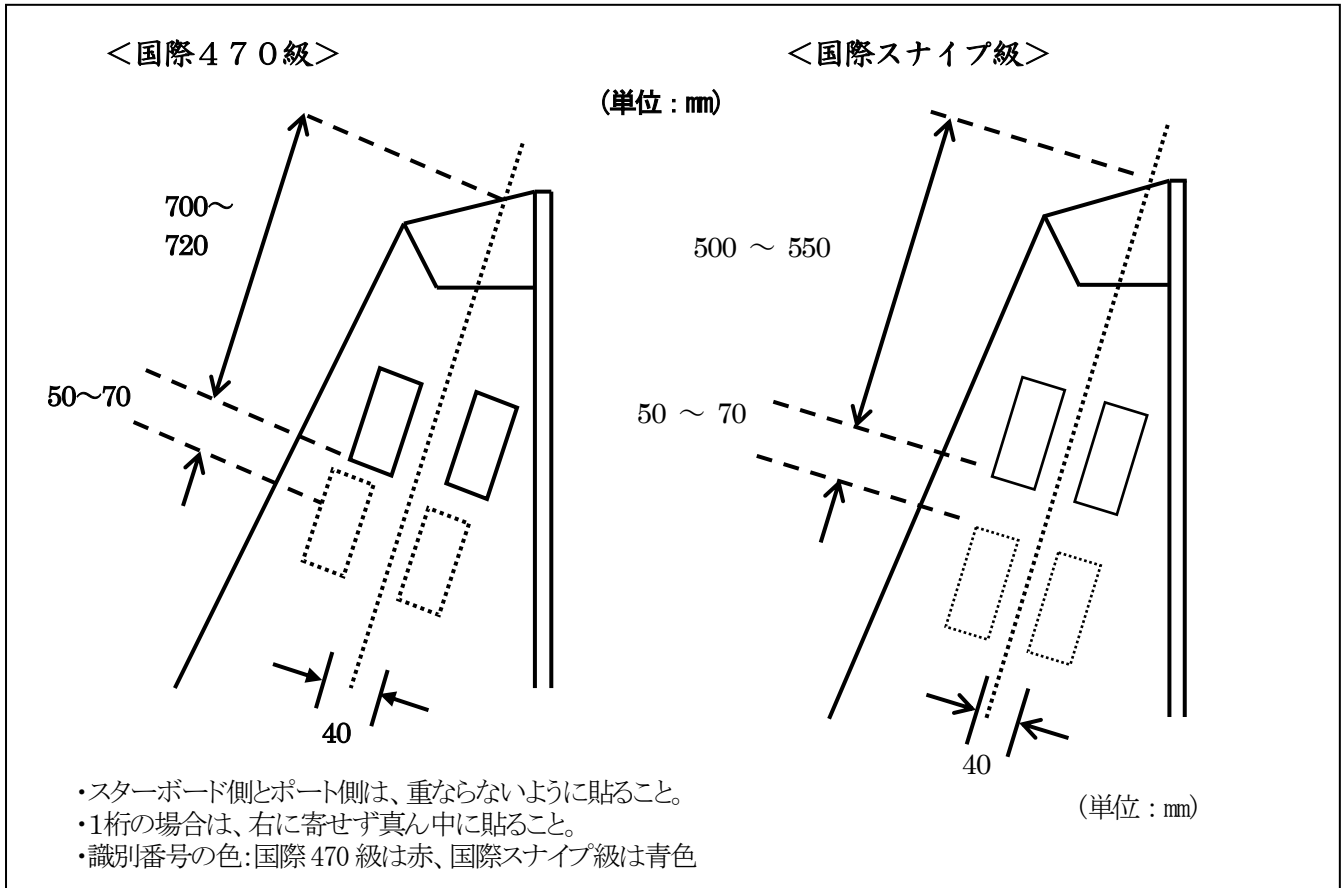 ＜国際４７０級＞
＜国際スナイプ級＞
（単位：㎜）
700～
720
50～70
40
500 ～ 550
50 ～ 70
40
（単位：㎜）
・スターボード側とポート側は、重ならないように貼ること。
・1桁の場合は、右に寄せず真ん中に貼ること。
・識別番号の色：国際 470 級は赤、国際スナイプ級は青色